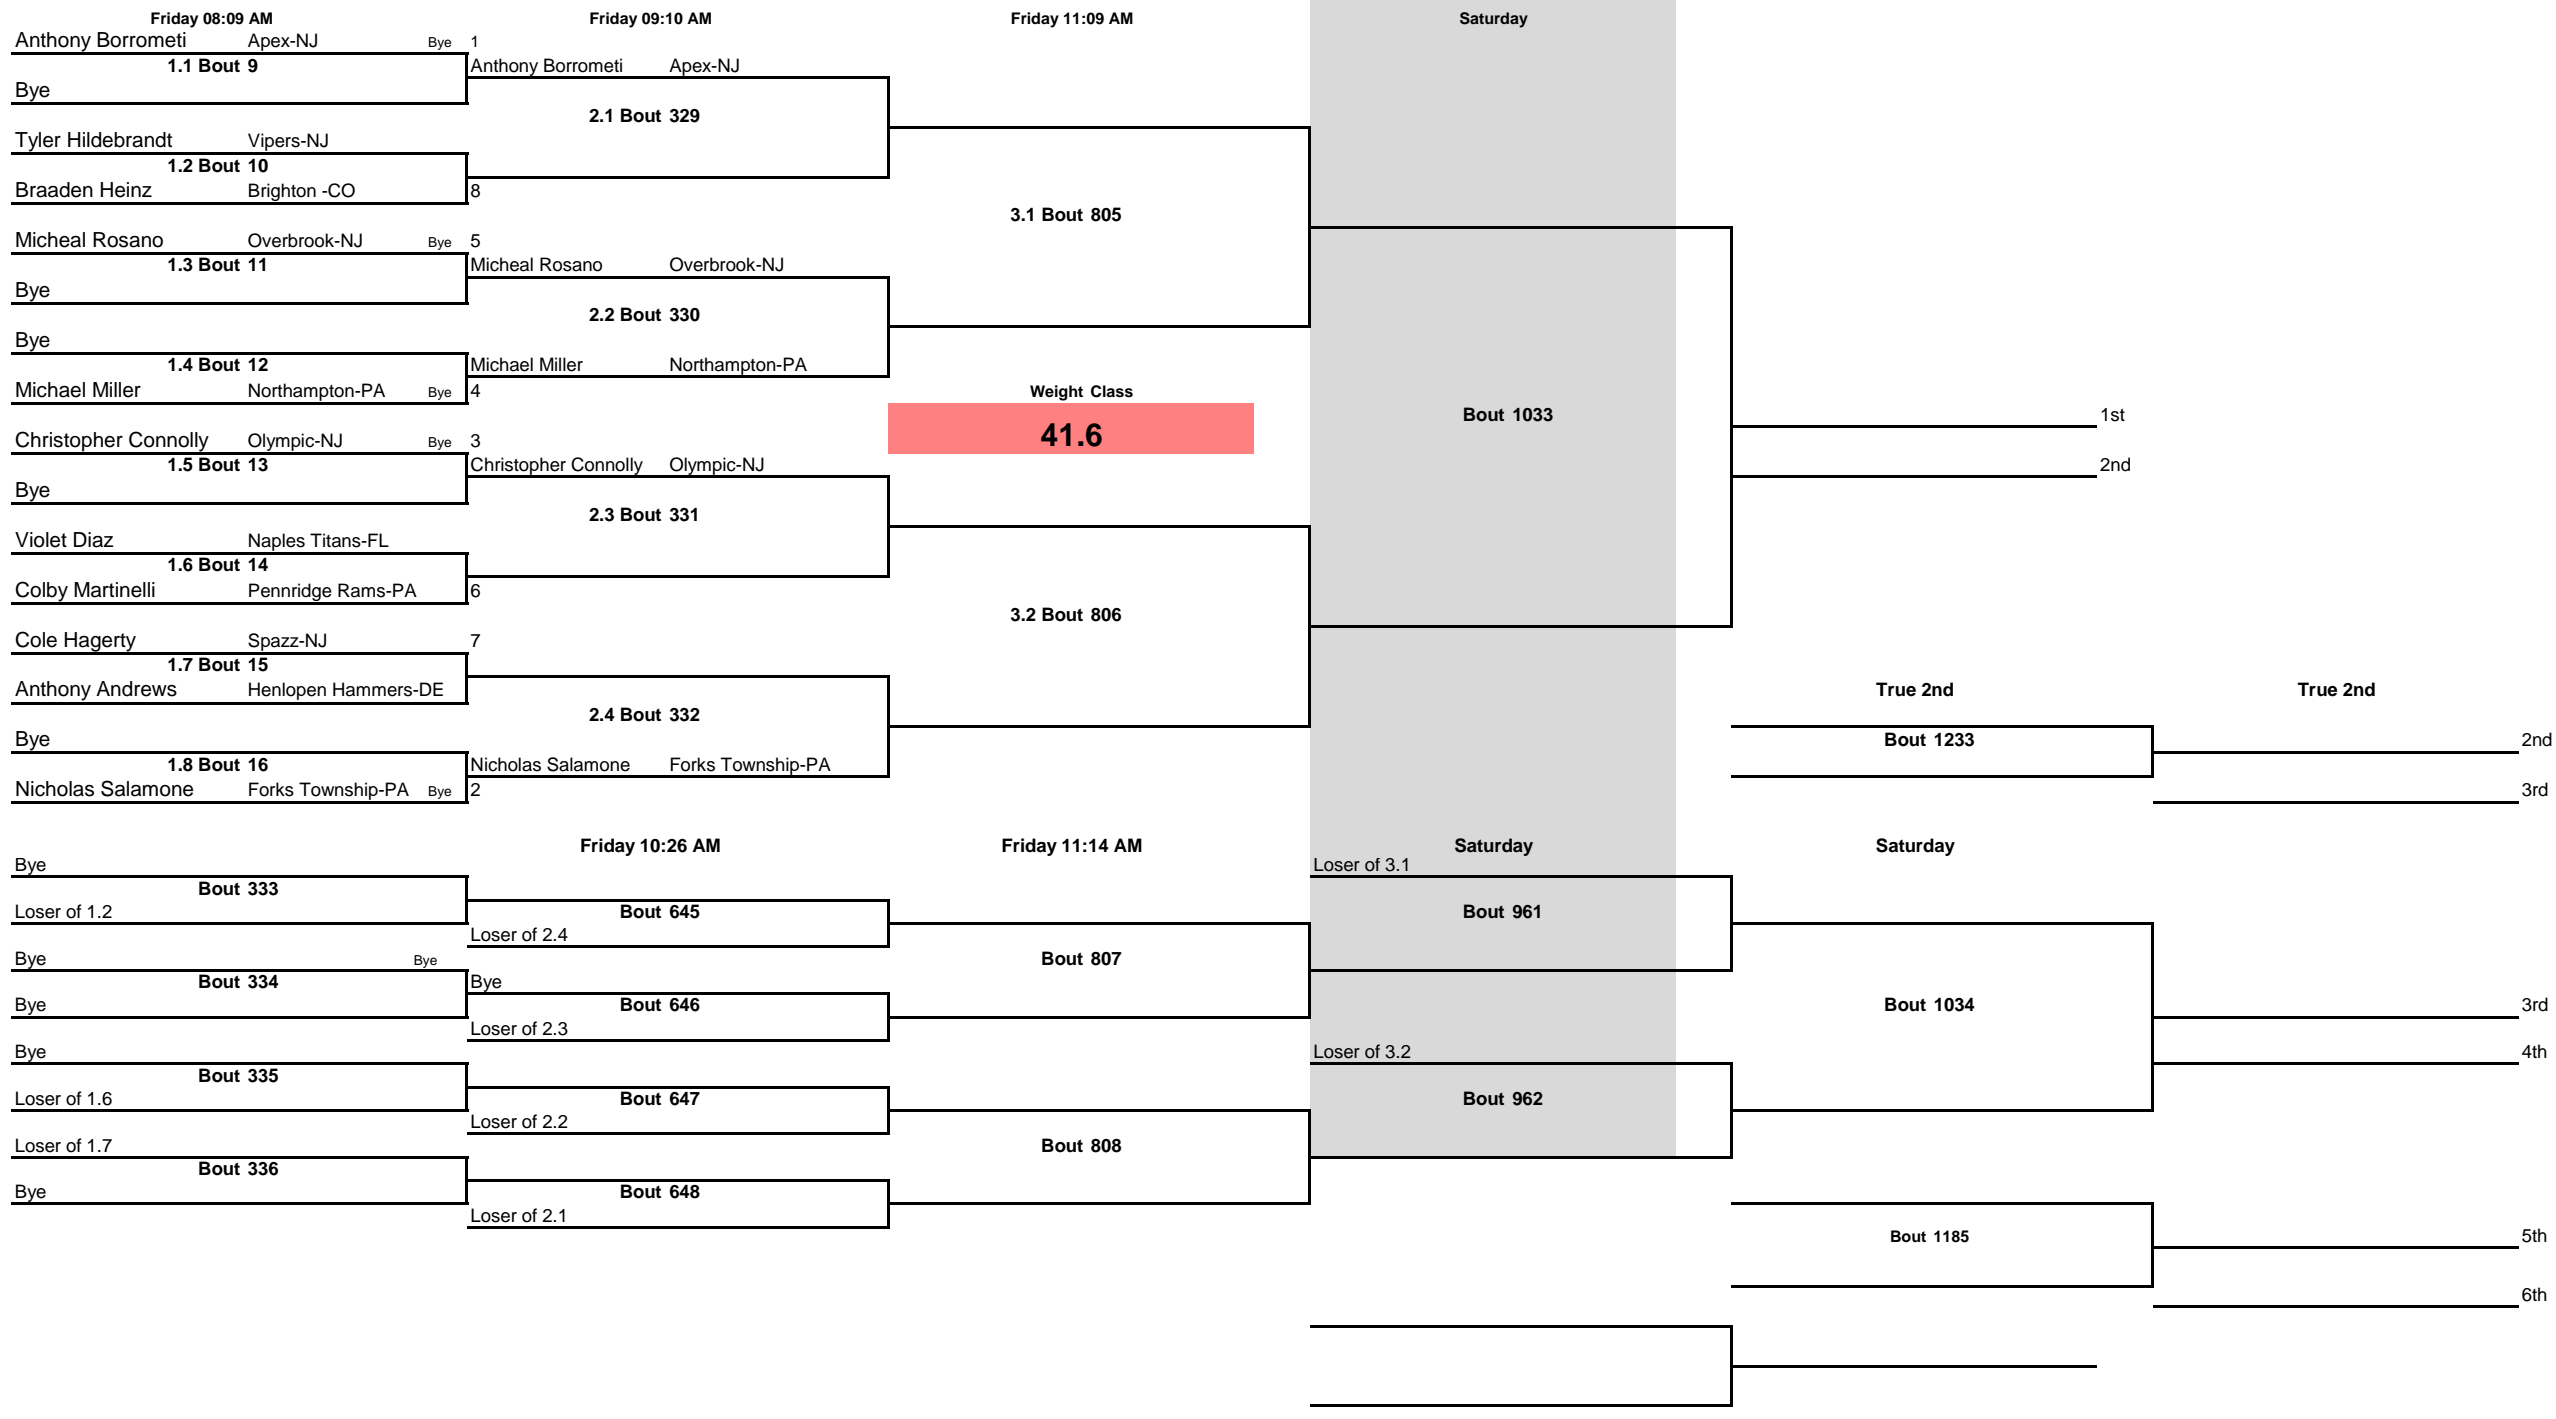 Friday 08:09 AM Friday 09:10 AM Friday 11:09 AM Saturday
Anthony Borrometi Apex-NJ Bye 1
1.1 Bout 9 Anthony Borrometi Apex-NJ
Bye
2.1 Bout 329
Tyler Hildebrandt Vipers-NJ
1.2 Bout 10
Braaden Heinz Brighton -CO 8
3.1 Bout 805
Micheal Rosano Overbrook-NJ Bye 5
1.3 Bout 11 Micheal Rosano Overbrook-NJ
Bye
2.2 Bout 330
Bye
1.4 Bout 12 Michael Miller Northampton-PA
Michael Miller Northampton-PA Bye 4 Weight Class
Bout 1033 1st
Christopher Connolly Olympic-NJ Bye 3 41.6
1.5 Bout 13 Christopher Connolly Olympic-NJ 2nd
Bye
2.3 Bout 331
Violet Diaz Naples Titans-FL
1.6 Bout 14
Colby Martinelli Pennridge Rams-PA 6
3.2 Bout 806
Cole Hagerty Spazz-NJ 7
1.7 Bout 15
Anthony Andrews Henlopen Hammers-DE True 2nd True 2nd
2.4 Bout 332
Bye Bout 1233 2nd
1.8 Bout 16 Nicholas Salamone Forks Township-PA
Nicholas Salamone Forks Township-PA Bye 2 3rd
Friday 10:26 AM Friday 11:14 AM Saturday Saturday
Bye Loser of 3.1
Bout 333
Loser of 1.2 Bout 645 Bout 961
Loser of 2.4
Bye Bye Bout 807
Bout 334 Bye
Bye Bout 646 Bout 1034 3rd
Loser of 2.3
Bye Loser of 3.2 4th
Bout 335
Loser of 1.6 Bout 647 Bout 962
Loser of 2.2
Loser of 1.7 Bout 808
Bout 336
Bye Bout 648
Loser of 2.1
Bout 1185 5th
6th